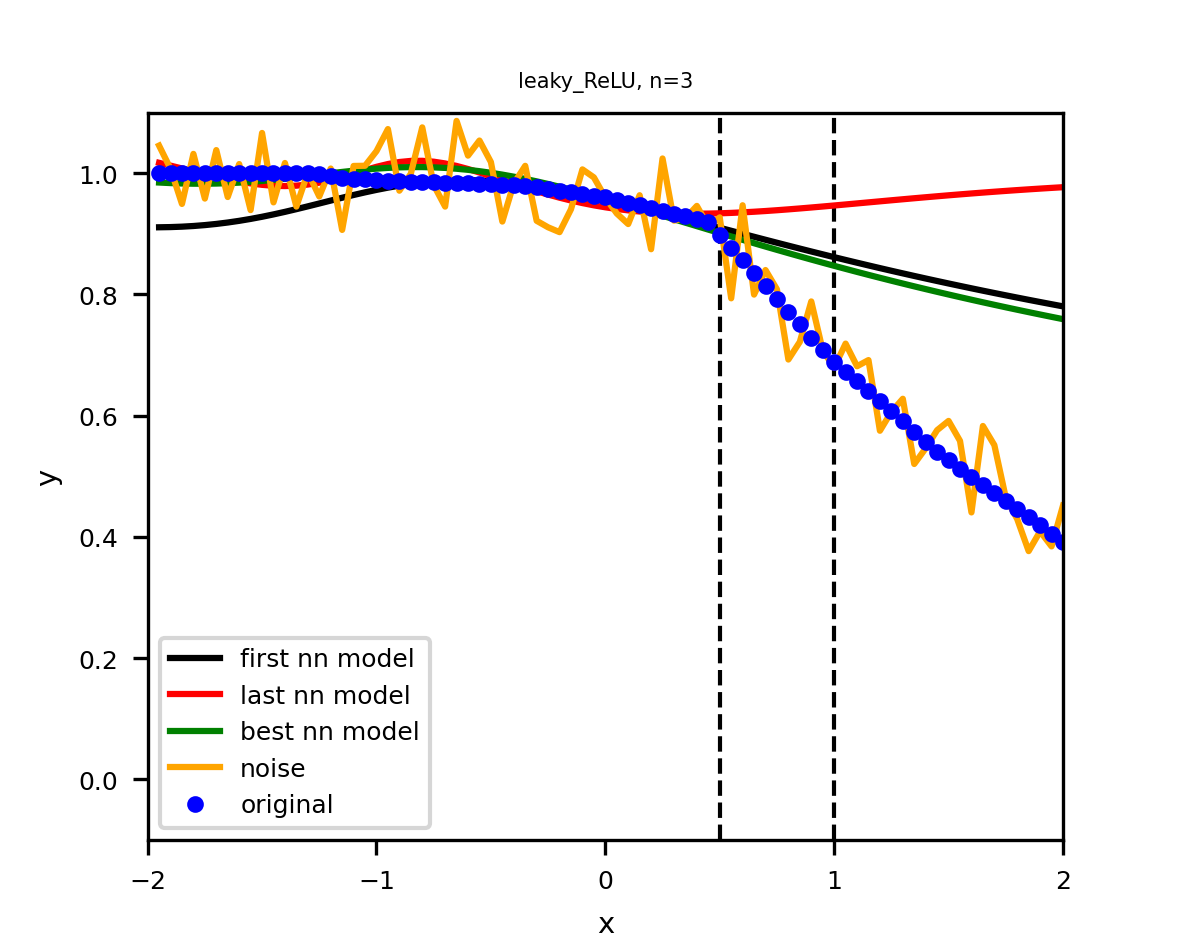 leaky_ReLU, n=3
1.0
0.8
0.6
0.4
0.2
0.0
y
first nn model
last nn model
best nn model
noise
original
−2
−1
0
1
2
x